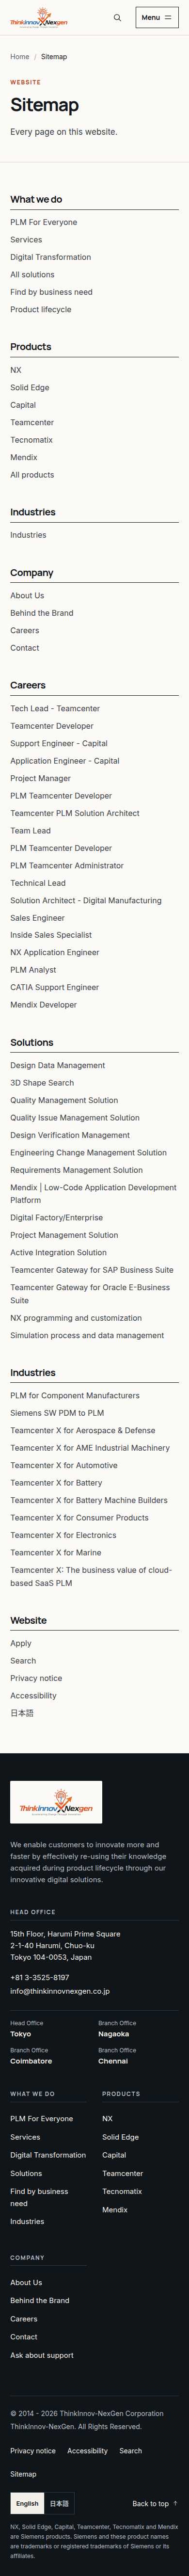 ThinkInnov Nexgen
Menu
Home / Sitemap
WEBSITE
Sitemap
Every page on this website.
What we do
PLM For Everyone
Services
Digital Transformation
All solutions
Find by business need
Product lifecycle
Products
NX
Solid Edge
Capital
Teamcenter
Tecnomatix
Mendix
All products
Industries
Industries
Company
About Us
Behind the Brand
Careers
Contact
Careers
Tech Lead - Teamcenter
Teamcenter Developer
Support Engineer - Capital
Application Engineer - Capital
Project Manager
PLM Teamcenter Developer
Teamcenter PLM Solution Architect
Team Lead
PLM Teamcenter Developer
PLM Teamcenter Administrator
Technical Lead
Solution Architect - Digital Manufacturing
Sales Engineer
Inside Sales Specialist
NX Application Engineer
PLM Analyst
CATIA Support Engineer
Mendix Developer
Solutions
Design Data Management
3D Shape Search
Quality Management Solution
Quality Issue Management Solution
Design Verification Management
Engineering Change Management Solution
Requirements Management Solution
Mendix | Low-Code Application Development
Platform
Digital Factory/Enterprise
Project Management Solution
Active Integration Solution
Teamcenter Gateway for SAP Business Suite
Teamcenter Gateway for Oracle E-Business
Suite
NX programming and customization
Simulation process and data management
Industries
PLM for Component Manufacturers
Siemens SW PDM to PLM
Teamcenter X for Aerospace & Defense
Teamcenter X for AME Industrial Machinery
Teamcenter X for Automotive
Teamcenter X for Battery
Teamcenter X for Battery Machine Builders
Teamcenter X for Consumer Products
Teamcenter X for Electronics
Teamcenter X for Marine
Teamcenter X: The business value of cloud-
based SaaS PLM
Website
Apply
Search
Privacy notice
Accessibility
日本語
ThinkInnov Nexgen
We enable customers to innovate more and
faster by effectively re-using their knowledge
acquired during product lifecycle through our
innovative digital solutions.
HEAD OFFICE
15th Floor, Harumi Prime Square
2-1-40 Harumi, Chuo-ku
Tokyo 104-0053, Japan
+81 3-3525-8197
info@thinkinnovnexgen.co.jp
Head Office
Tokyo
Branch Office
Nagaoka
Branch Office
Coimbatore
Branch Office
Chennai
WHAT WE DO
PLM For Everyone
Services
Digital Transformation
Solutions
Find by business
need
Industries
PRODUCTS
NX
Solid Edge
Capital
Teamcenter
Tecnomatix
Mendix
COMPANY
About Us
Behind the Brand
Careers
Contact
Ask about support
© 2014 - 2026 ThinkInnov-NexGen Corporation
ThinkInnov-NexGen. All Rights Reserved.
Privacy notice Accessibility Search
Sitemap
English 日本語 Back to top ↑
NX, Solid Edge, Capital, Teamcenter, Tecnomatix and Mendix
are Siemens products. Siemens and these product names
are trademarks or registered trademarks of Siemens or its
affiliates.